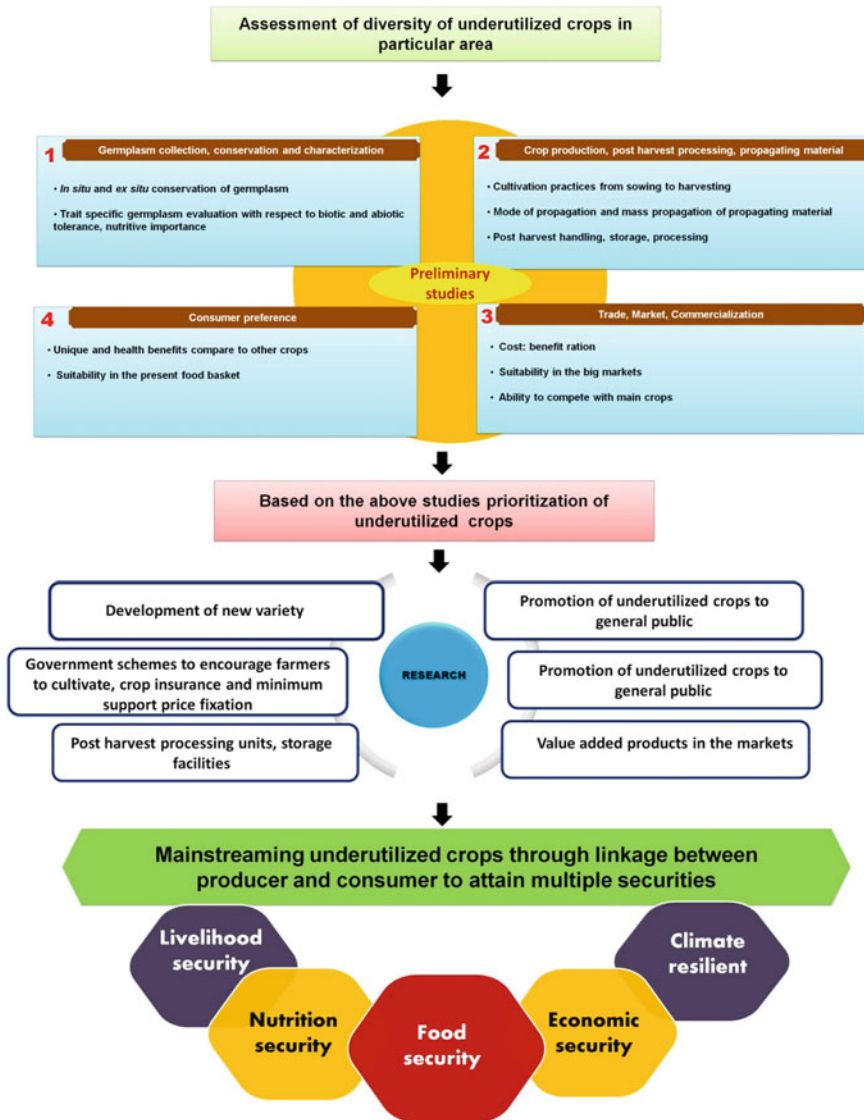 Assessment of diversity of underutilized crops in
particular area
1
Germplasm collection, conservation and characterization
• In situ and ex situ conservation of germplasm
• Trait specific germplasm evaluation with respect to biotic and abiotic
tolerance, nutritive importance
2
Crop production, post harvest processing, propagating material
• Cultivation practices from sowing to harvesting
• Mode of propagation and mass propagation of propagating material
• Post harvest handling, storage, processing
Preliminary
studies
4
Consumer preference
• Unique and health benefits compare to other crops
• Suitability in the present food basket
3
Trade, Market, Commercialization
• Cost: benefit ration
• Suitability in the big markets
• Ability to compete with main crops
Based on the above studies prioritization of
underutilized crops
Development of new variety
Government schemes to encourage farmers
to cultivate, crop insurance and minimum
support price fixation
Post harvest processing units, storage
facilities
RESEARCH
Promotion of underutilized crops to
general public
Promotion of underutilized crops to
general public
Value added products in the markets
Mainstreaming underutilized crops through linkage between
producer and consumer to attain multiple securities
Livelihood
security
Nutrition
security
Food
security
Economic
security
Climate
resilient